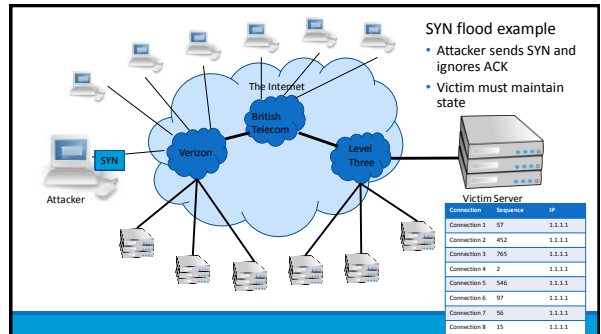 SYN flood example
• Attacker sends SYN and
ignores ACK
• Victim must maintain
state
The Internet
British
Telecom
Verizon
Level
Three
SYN
Attacker
Victim Server
Connection Sequence IP
Connection 1 57 1.1.1.1
Connection 2 452 1.1.1.1
Connection 3 765 1.1.1.1
Connection 4 2 1.1.1.1
Connection 5 546 1.1.1.1
Connection 6 97 1.1.1.1
Connection 7 56 1.1.1.1
Connection 8 15 1.1.1.1